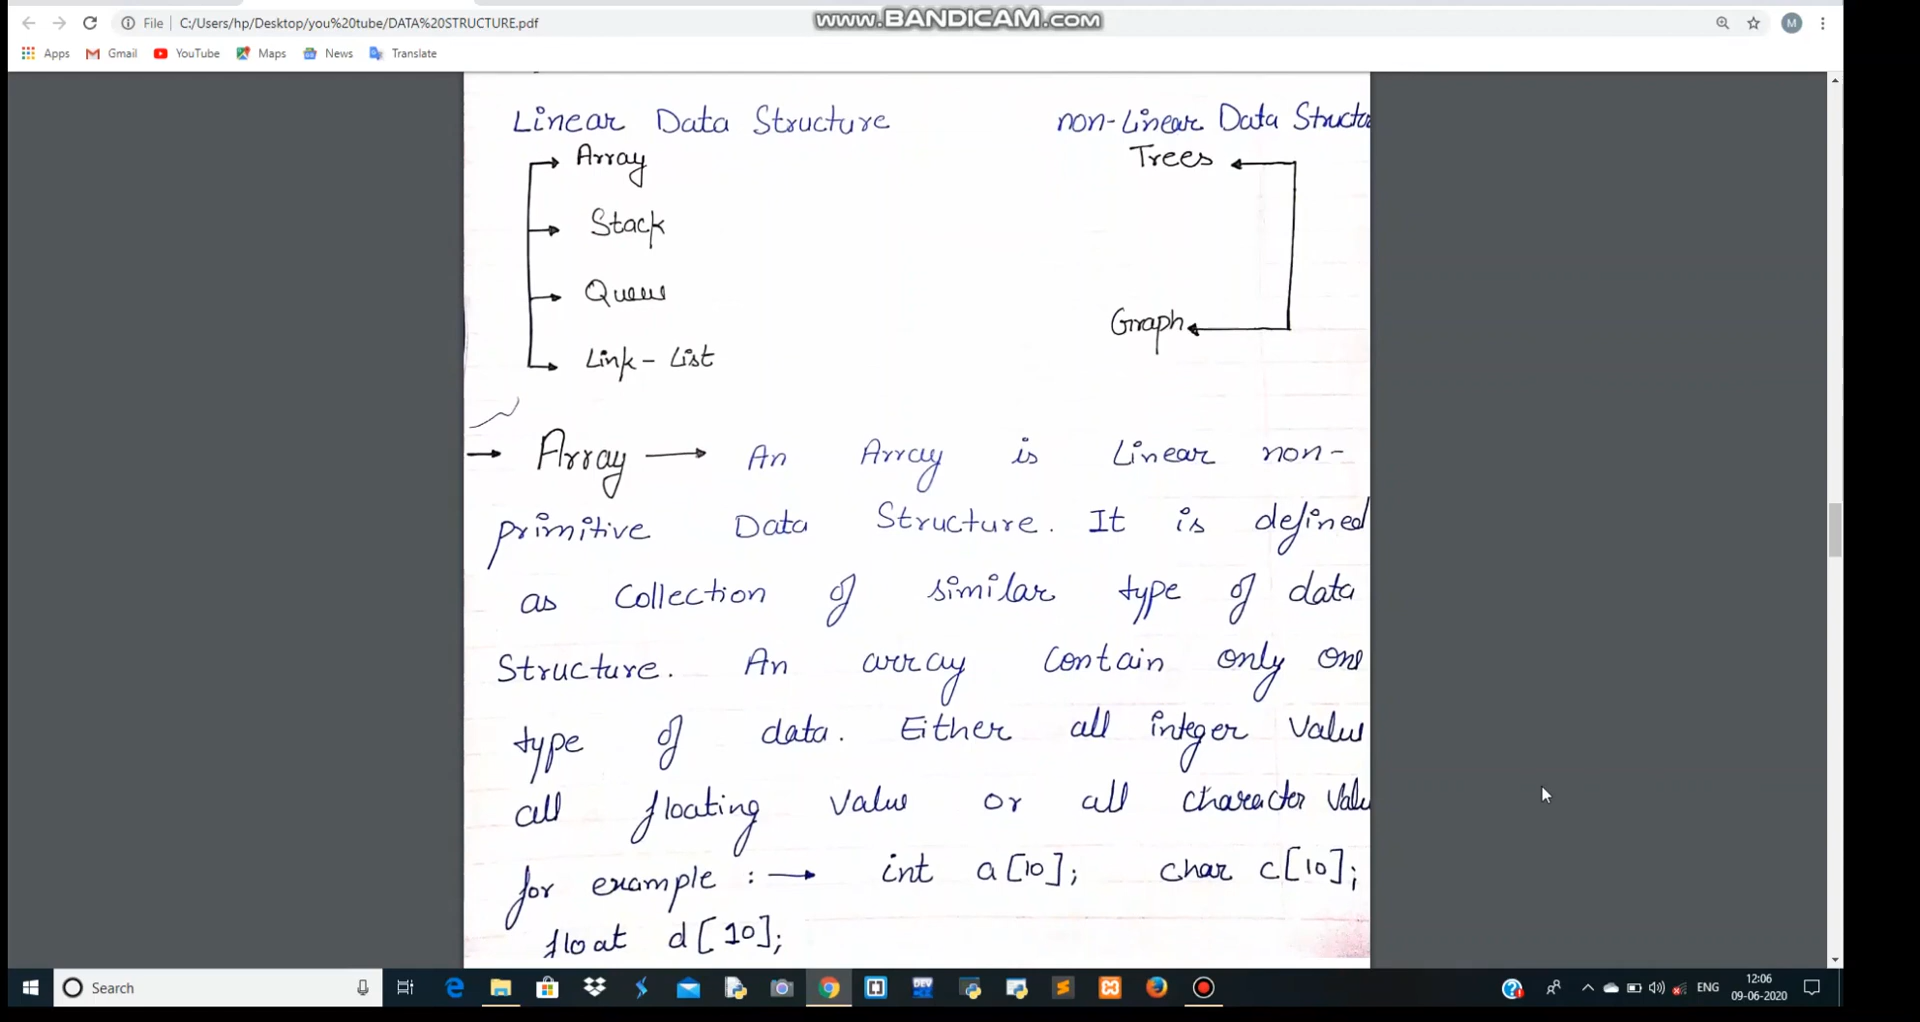 www.BANDICAM.com
File | C:/Users/hp/Desktop/you%20tube/DATA%20STRUCTURE.pdf
M
Apps Gmail YouTube Maps News Translate
Linear Data Structure non-Linear Data Structu
Array Trees
Stack
Queue
Graph
Link-List
Array An Array is Linear non-
primitive Data Structure. It is defined
as Collection of similar type of data
Structure. An array Contain only one
type of data. Either all integer Value
all floating Value or all character Valu
for example : int a[10]; char c[10];
float d[10];
Search
DEV
ENG
12:06
09-06-2020